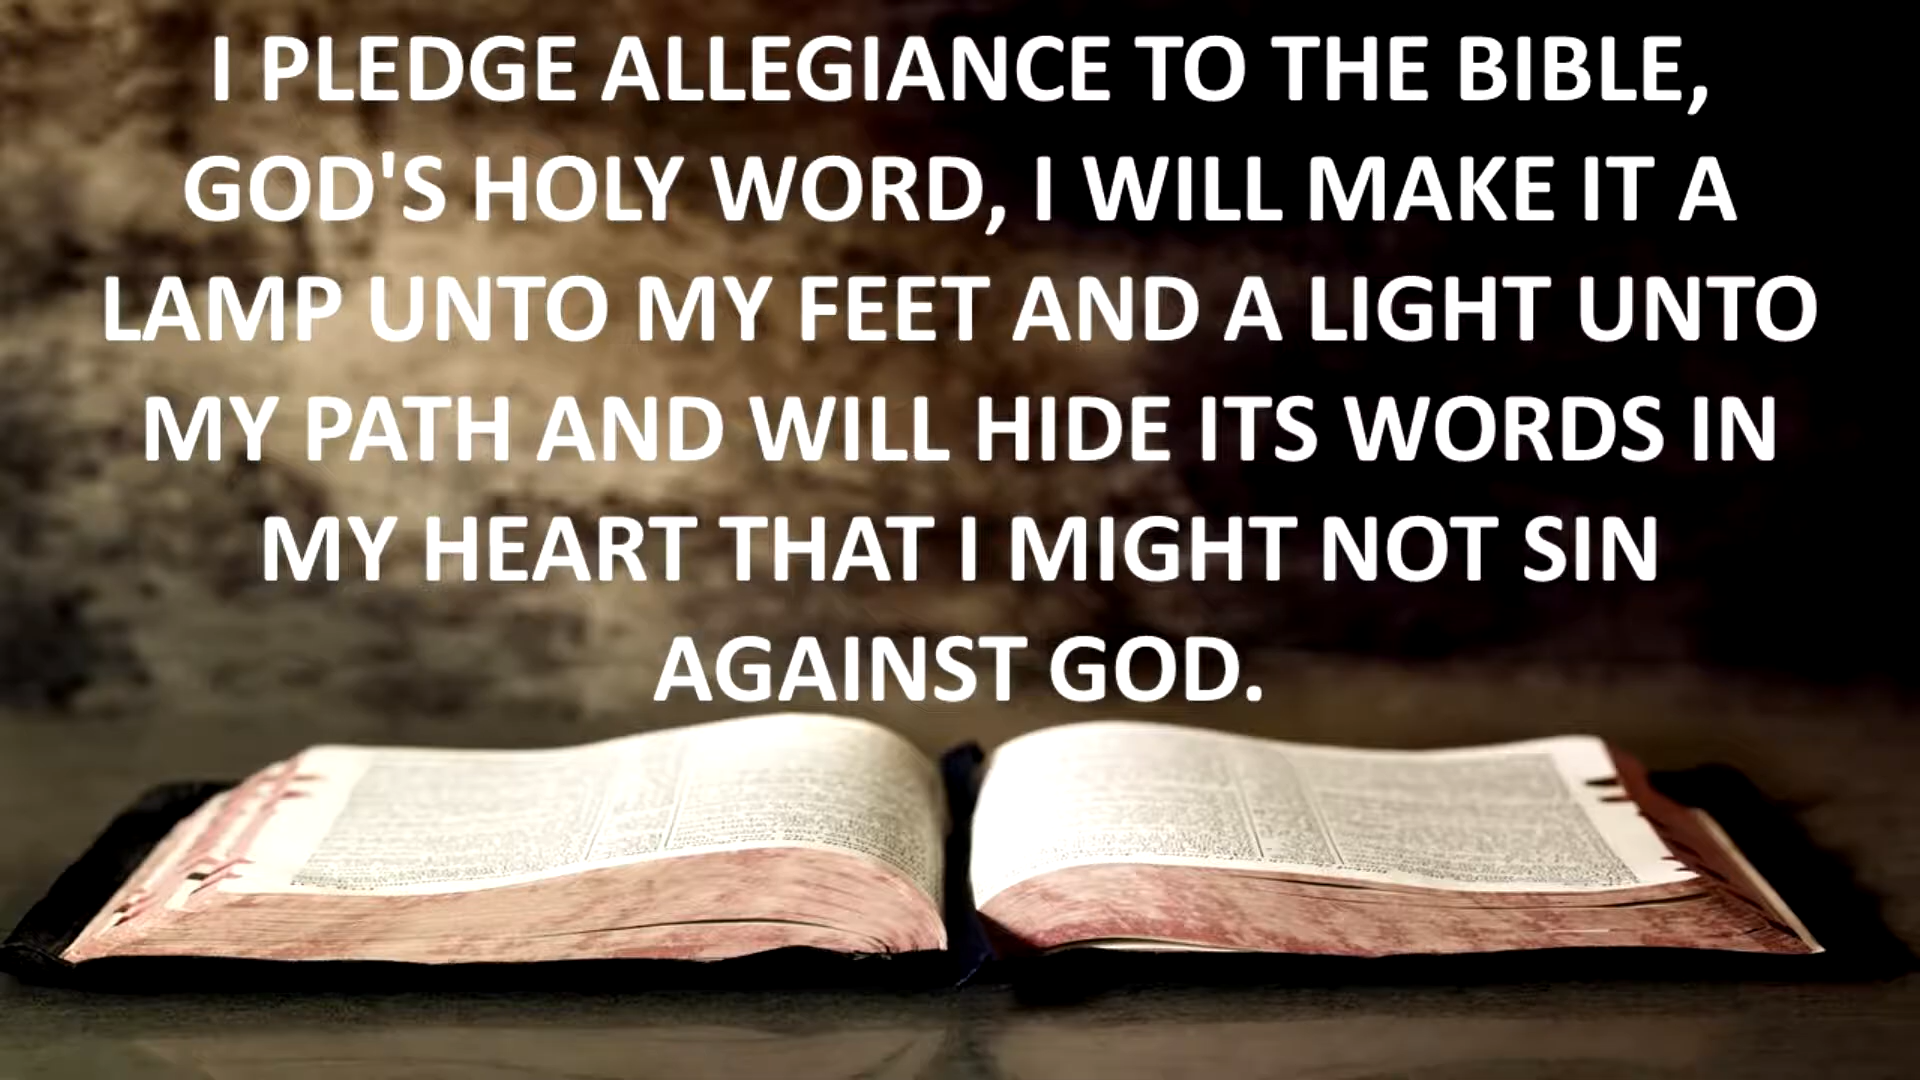 I PLEDGE ALLEGIANCE TO THE BIBLE,
GOD'S HOLY WORD, I WILL MAKE IT A
LAMP UNTO MY FEET AND A LIGHT UNTO
MY PATH AND WILL HIDE ITS WORDS IN
MY HEART THAT I MIGHT NOT SIN
AGAINST GOD.